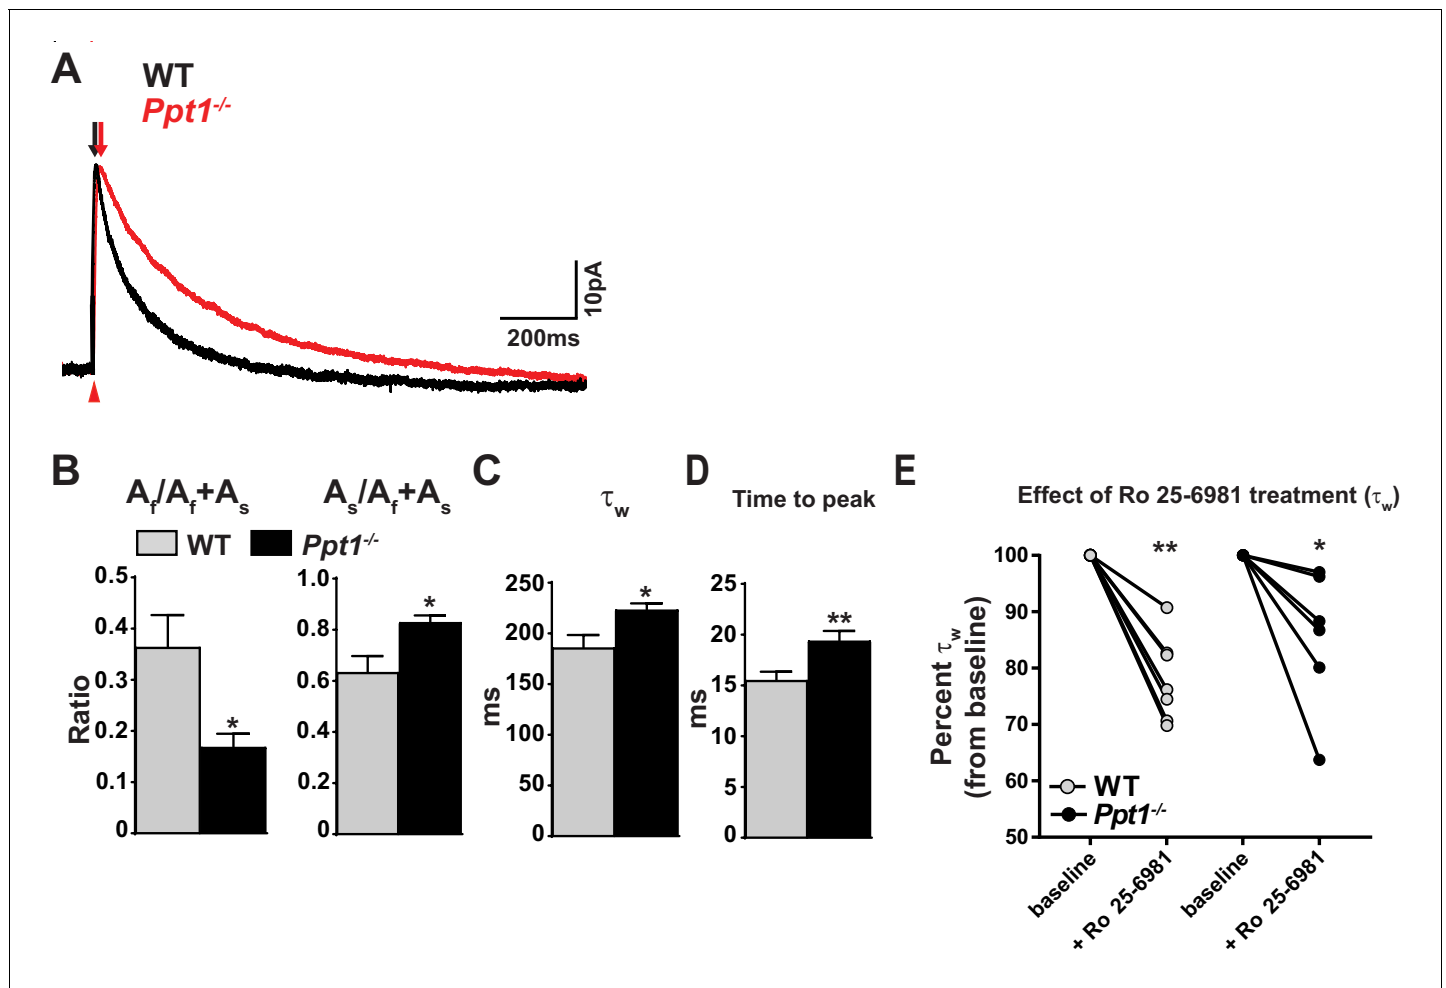 A
WT
Ppt1-/-
10pA
200ms
B
Af/Af+As
As/Af+As
WT
Ppt1-/-
Ratio
0.5
0.4
0.3
0.2
0.1
0
*
1.0
0.8
0.6
0.4
0.2
0
*
C
τw
ms
250
200
150
100
50
0
*
D
Time to peak
ms
25
20
15
10
5
0
**
E
Effect of Ro 25-6981 treatment (τw)
Percent τw
(from baseline)
100
90
80
70
60
50
**
*
WT
Ppt1-/-
baseline
+ Ro 25-6981
baseline
+ Ro 25-6981